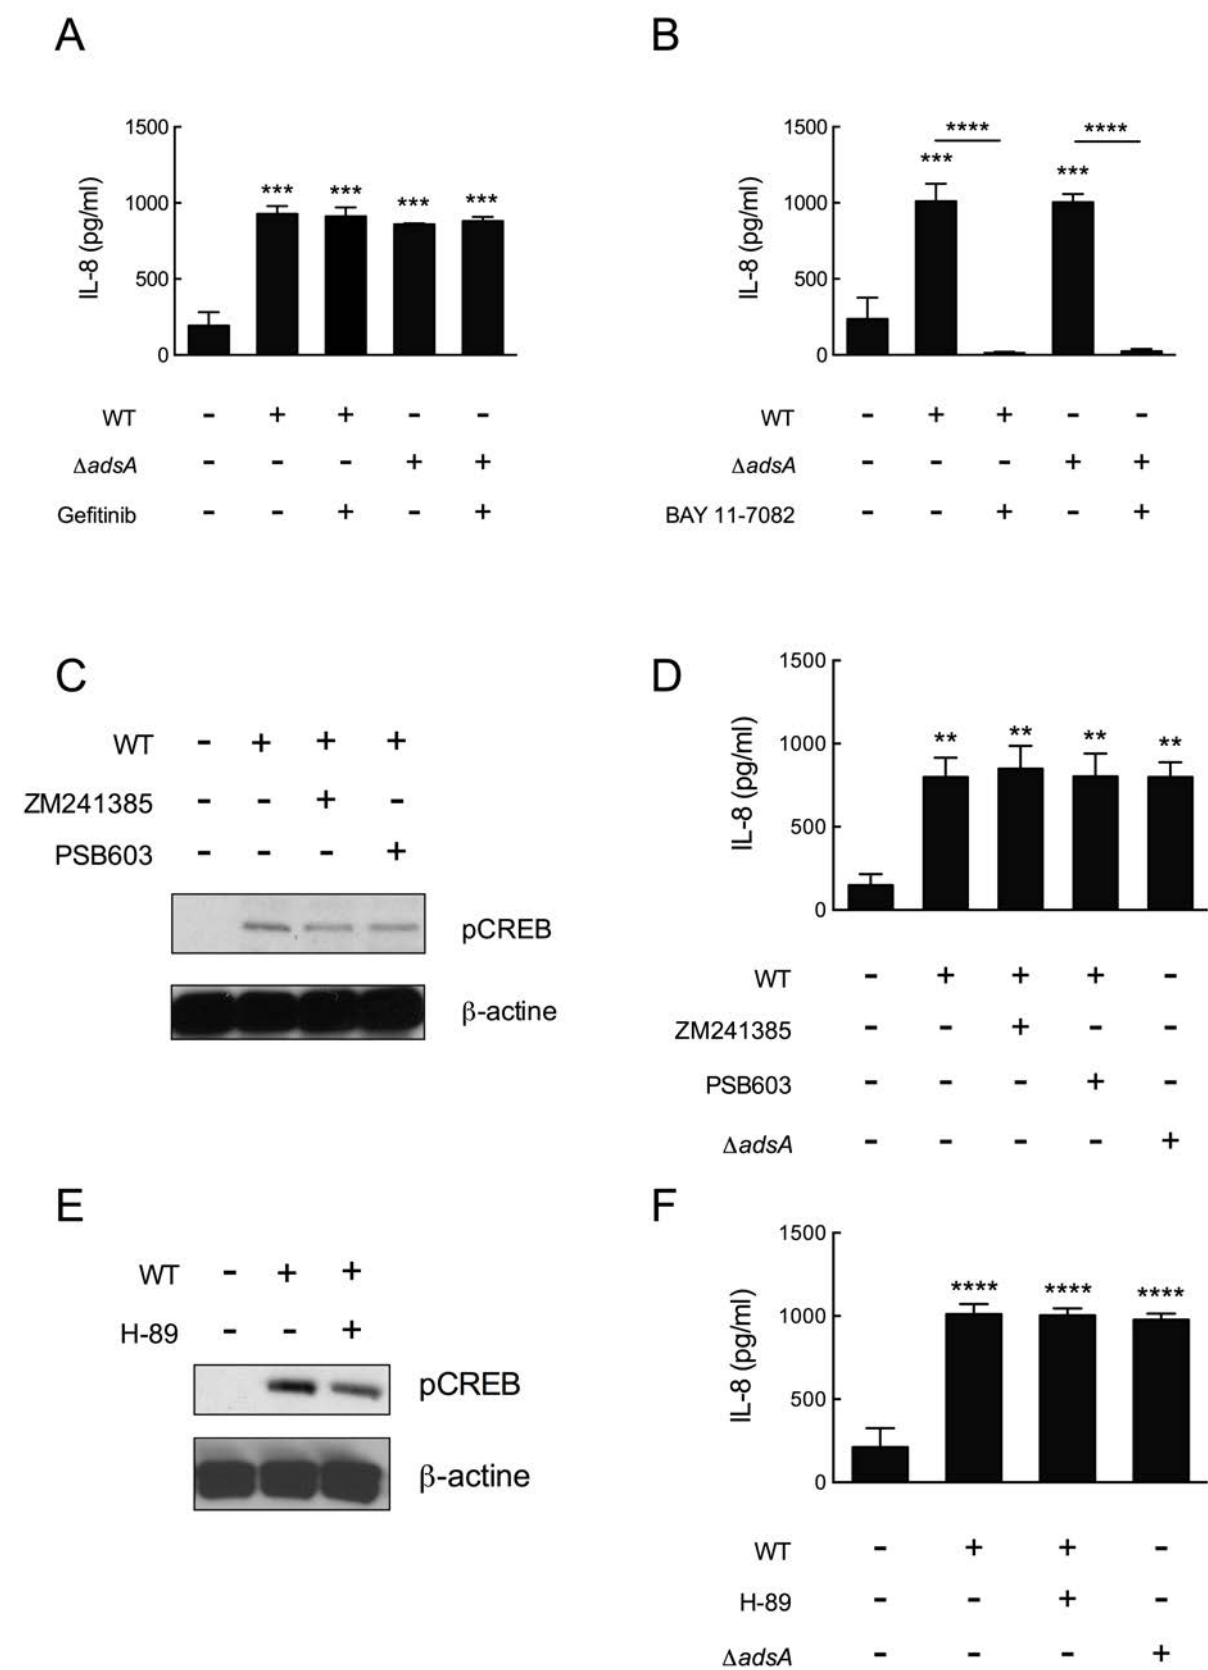 A
1500
1000
500
0
IL-8 (pg/ml)
*** *** *** ***
WT - + + - -
ΔadsA - - - + +
Gefitinib - - + - +
B
1500
1000
500
0
IL-8 (pg/ml)
**** ****
*** ***
WT - + + - -
ΔadsA - - - + +
BAY 11-7082 - - + - +
C
WT - + + +
ZM241385 - - + -
PSB603 - - - +
pCREB
β-actine
D
1500
1000
500
0
IL-8 (pg/ml)
** ** ** **
WT - + + + -
ZM241385 - - + - -
PSB603 - - - + -
ΔadsA - - - - +
E
WT - + +
H-89 - - +
pCREB
β-actine
F
1500
1000
500
0
IL-8 (pg/ml)
**** **** ****
WT - + + -
H-89 - - + -
ΔadsA - - - +